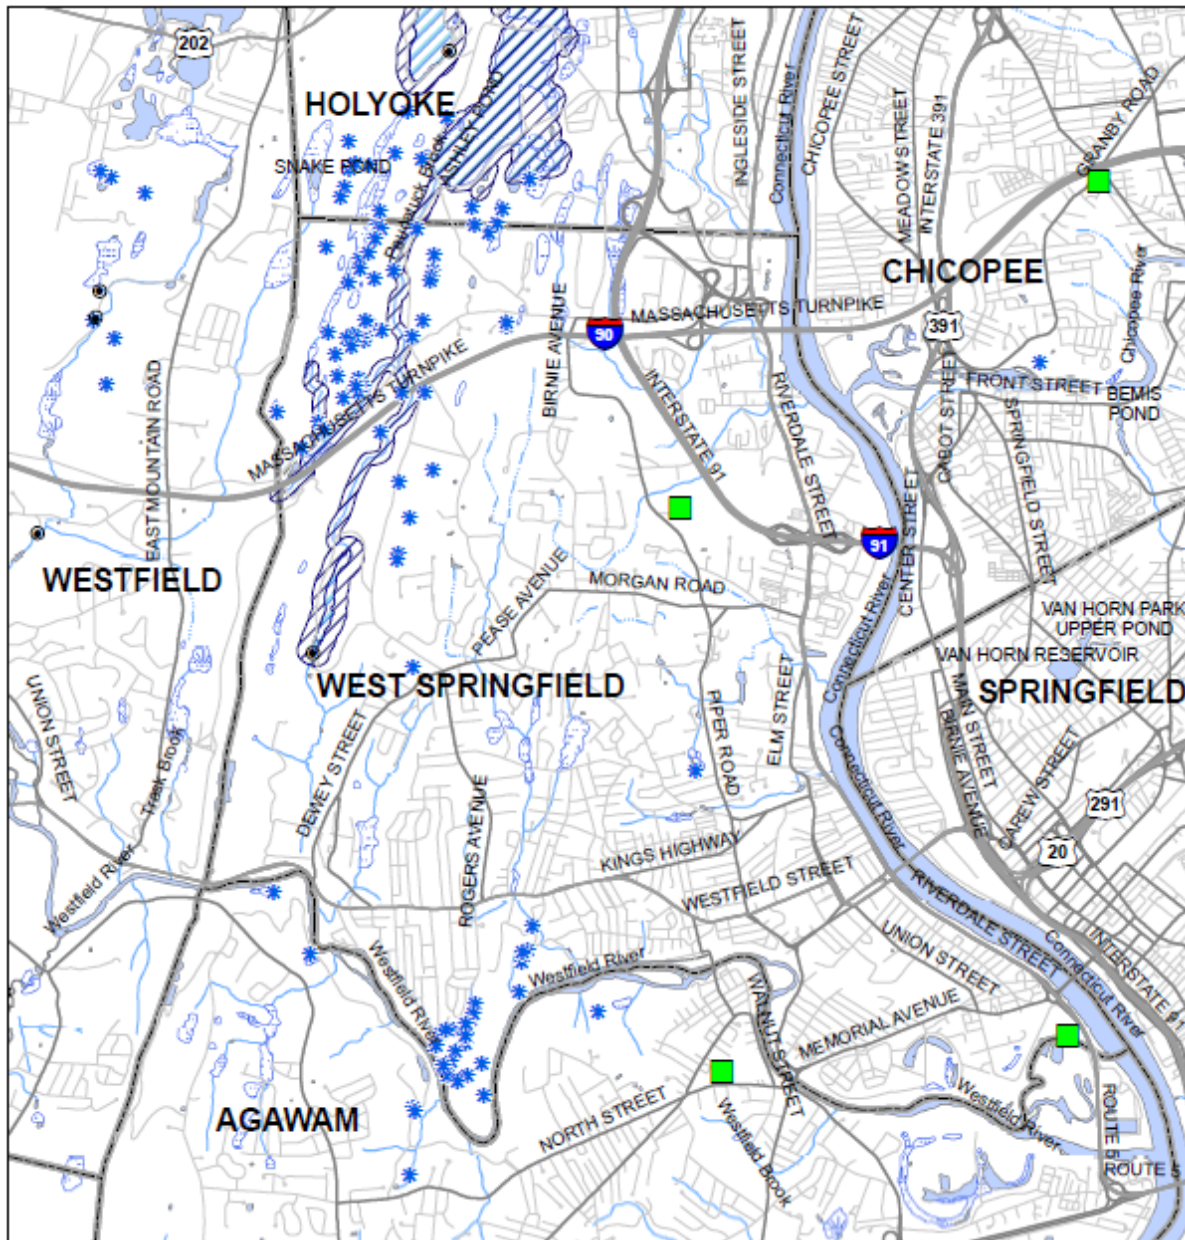 202
HOLYOKE
ASHLEY POND
SNAKE POND
Paucatuck Brook
INGLESIDE STREET
Connecticut River
CHICOPEE STREET
MEADOW STREET
INTERSTATE 391
GRANBY ROAD
CHICOPEE
Chicopee River
MASSACHUSETTS TURNPIKE
90
391
BIRNIE AVENUE
EAST MOUNTAIN ROAD
MASSACHUSETTS TURNPIKE
INTERSTATE 91
RIVERDALE STREET
FRONT STREET
BEMIS
POND
CABOT STREET
SPRINGFIELD STREET
CENTER STREET
91
WESTFIELD
PEASE AVENUE
MORGAN ROAD
Connecticut River
VAN HORN PARK
UPPER POND
VAN HORN RESERVOIR
WEST SPRINGFIELD
SPRINGFIELD
UNION STREET
Trask Brook
DEWEY STREET
ROGERS AVENUE
PIPER ROAD
ELM STREET
MAIN STREET
BIRNIE AVENUE
CAREW STREET
291
20
Connecticut River
KINGS HIGHWAY
WESTFIELD STREET
Westfield River
Westfield River
Westfield River
RIVERDALE STREET
UNION STREET
Connecticut River
INTERSTATE 91
WALNUT STREET
MEMORIAL AVENUE
AGAWAM
NORTH STREET
Westfield Brook
Westfield River
ROUTE 5
ROUTE 5